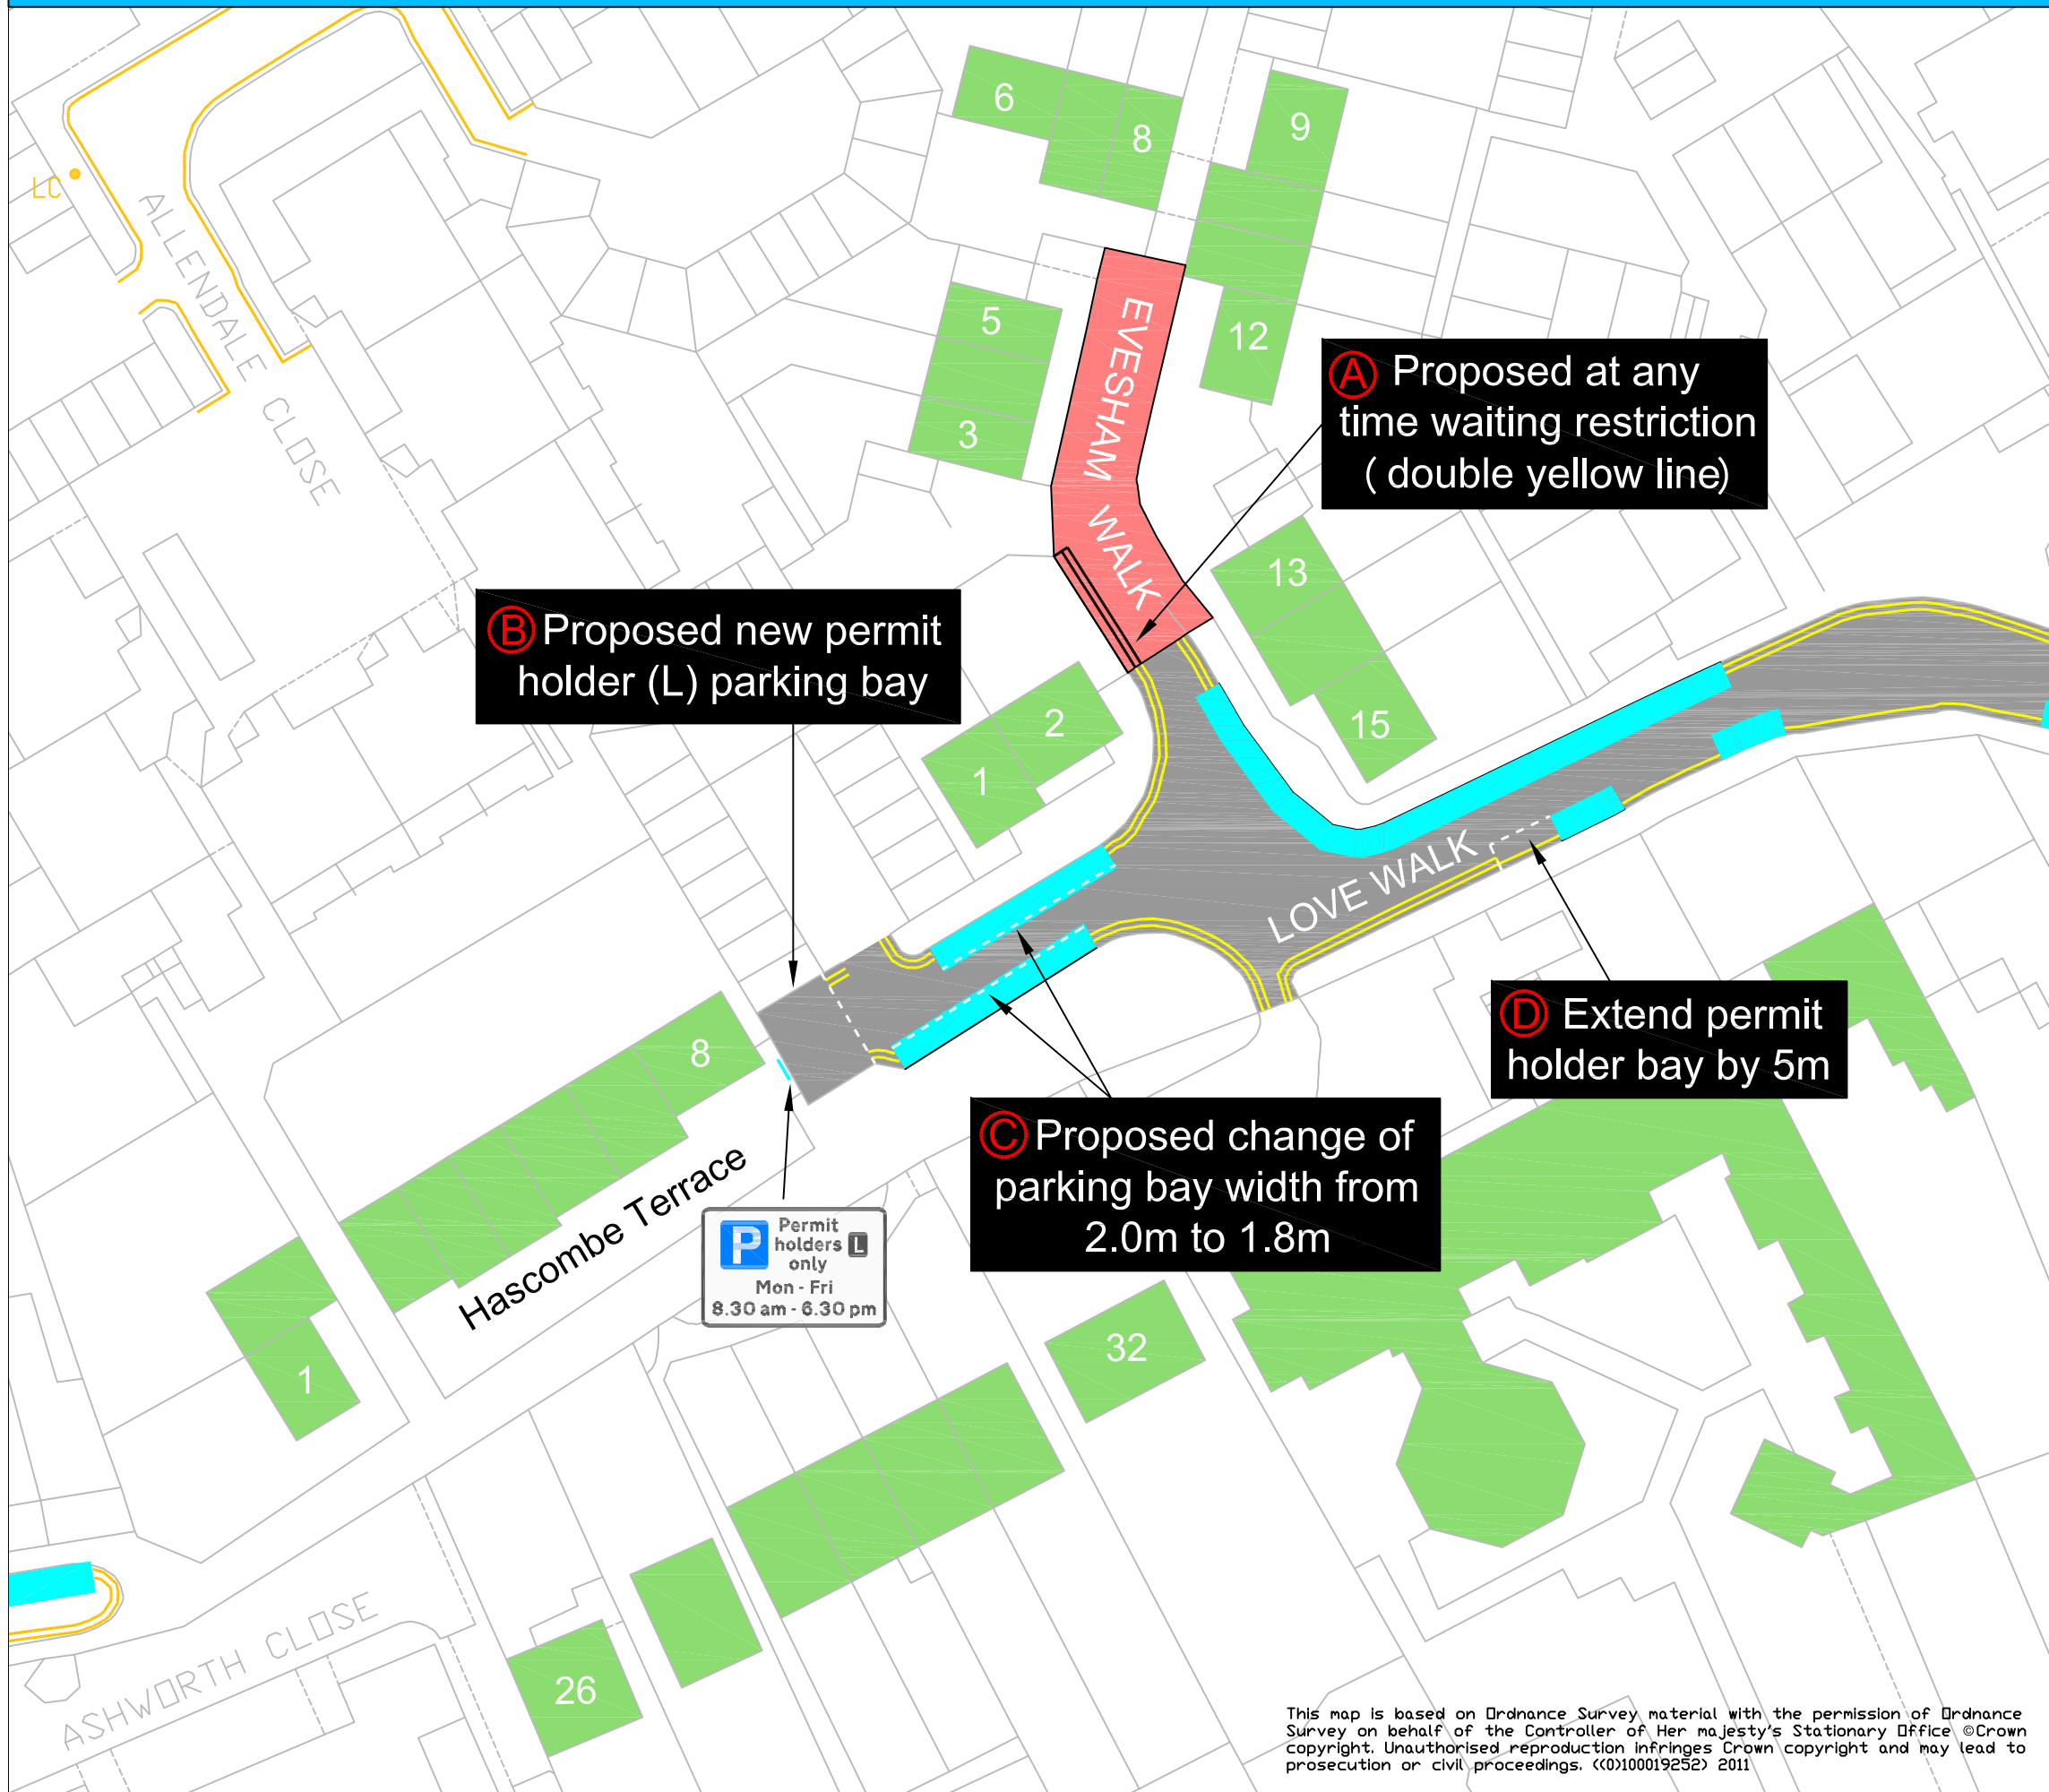 6
8
9
LC
ALLENDALE CLOSE
5
12
3
EVESHAM WALK
Ⓐ Proposed at any
time waiting restriction
( double yellow line)
13
15
Ⓑ Proposed new permit
holder (L) parking bay
2
1
LOVE WALK
8
Ⓓ Extend permit
holder bay by 5m
Ⓒ Proposed change of
parking bay width from
2.0m to 1.8m
Hascombe Terrace
P Permit
holders L
only
Mon - Fri
8.30 am - 6.30 pm
32
1
26
ASHWORTH CLOSE
This map is based on Ordnance Survey material with the permission of Ordnance
Survey on behalf of the Controller of Her majesty's Stationary Office ©Crown
copyright. Unauthorised reproduction infringes Crown copyright and may lead to
prosecution or civil proceedings. ((0)100019252) 2011